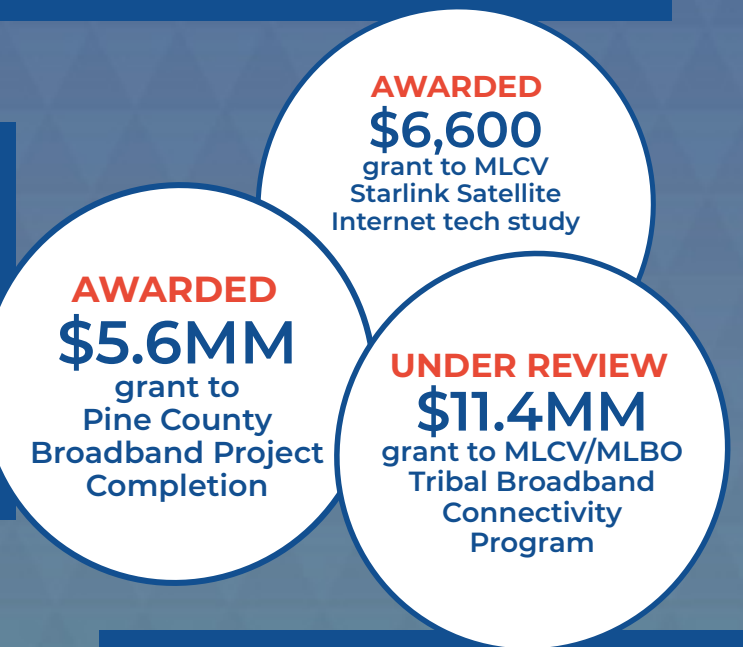 AWARDED
$6,600
grant to MLCV
Starlink Satellite
Internet tech study
AWARDED
$5.6MM
grant to
Pine County
Broadband Project
Completion
UNDER REVIEW
$11.4MM
grant to MLCV/MLBO
Tribal Broadband
Connectivity
Program